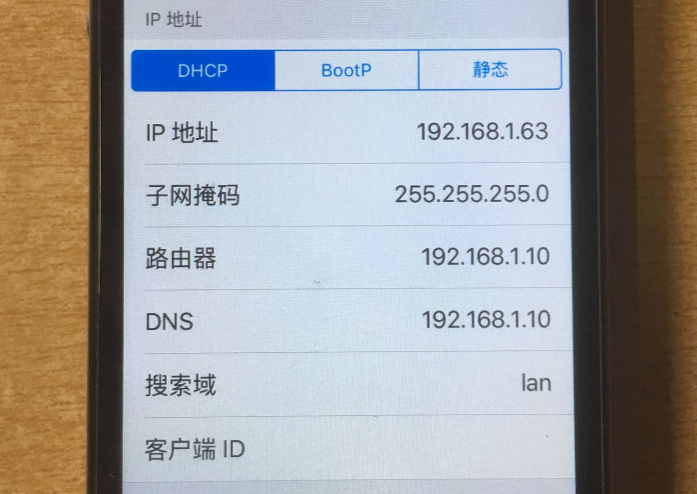 IP 地址
DHCP BootP 静态
IP 地址 192.168.1.63
子网掩码 255.255.255.0
路由器 192.168.1.10
DNS 192.168.1.10
搜索域 lan
客户端 ID